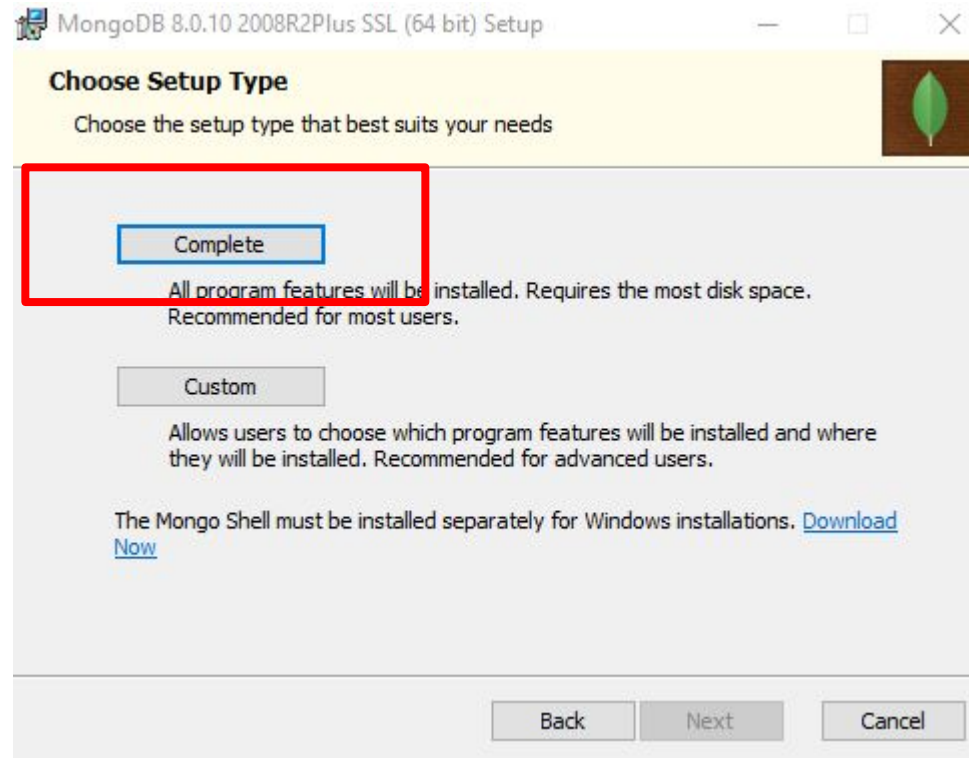 MongoDB 8.0.10 2008R2Plus SSL (64 bit) Setup
Choose Setup Type
Choose the setup type that best suits your needs
Complete
All program features will be installed. Requires the most disk space.
Recommended for most users.
Custom
Allows users to choose which program features will be installed and where
they will be installed. Recommended for advanced users.
The Mongo Shell must be installed separately for Windows installations. Download
Now
Back
Next
Cancel